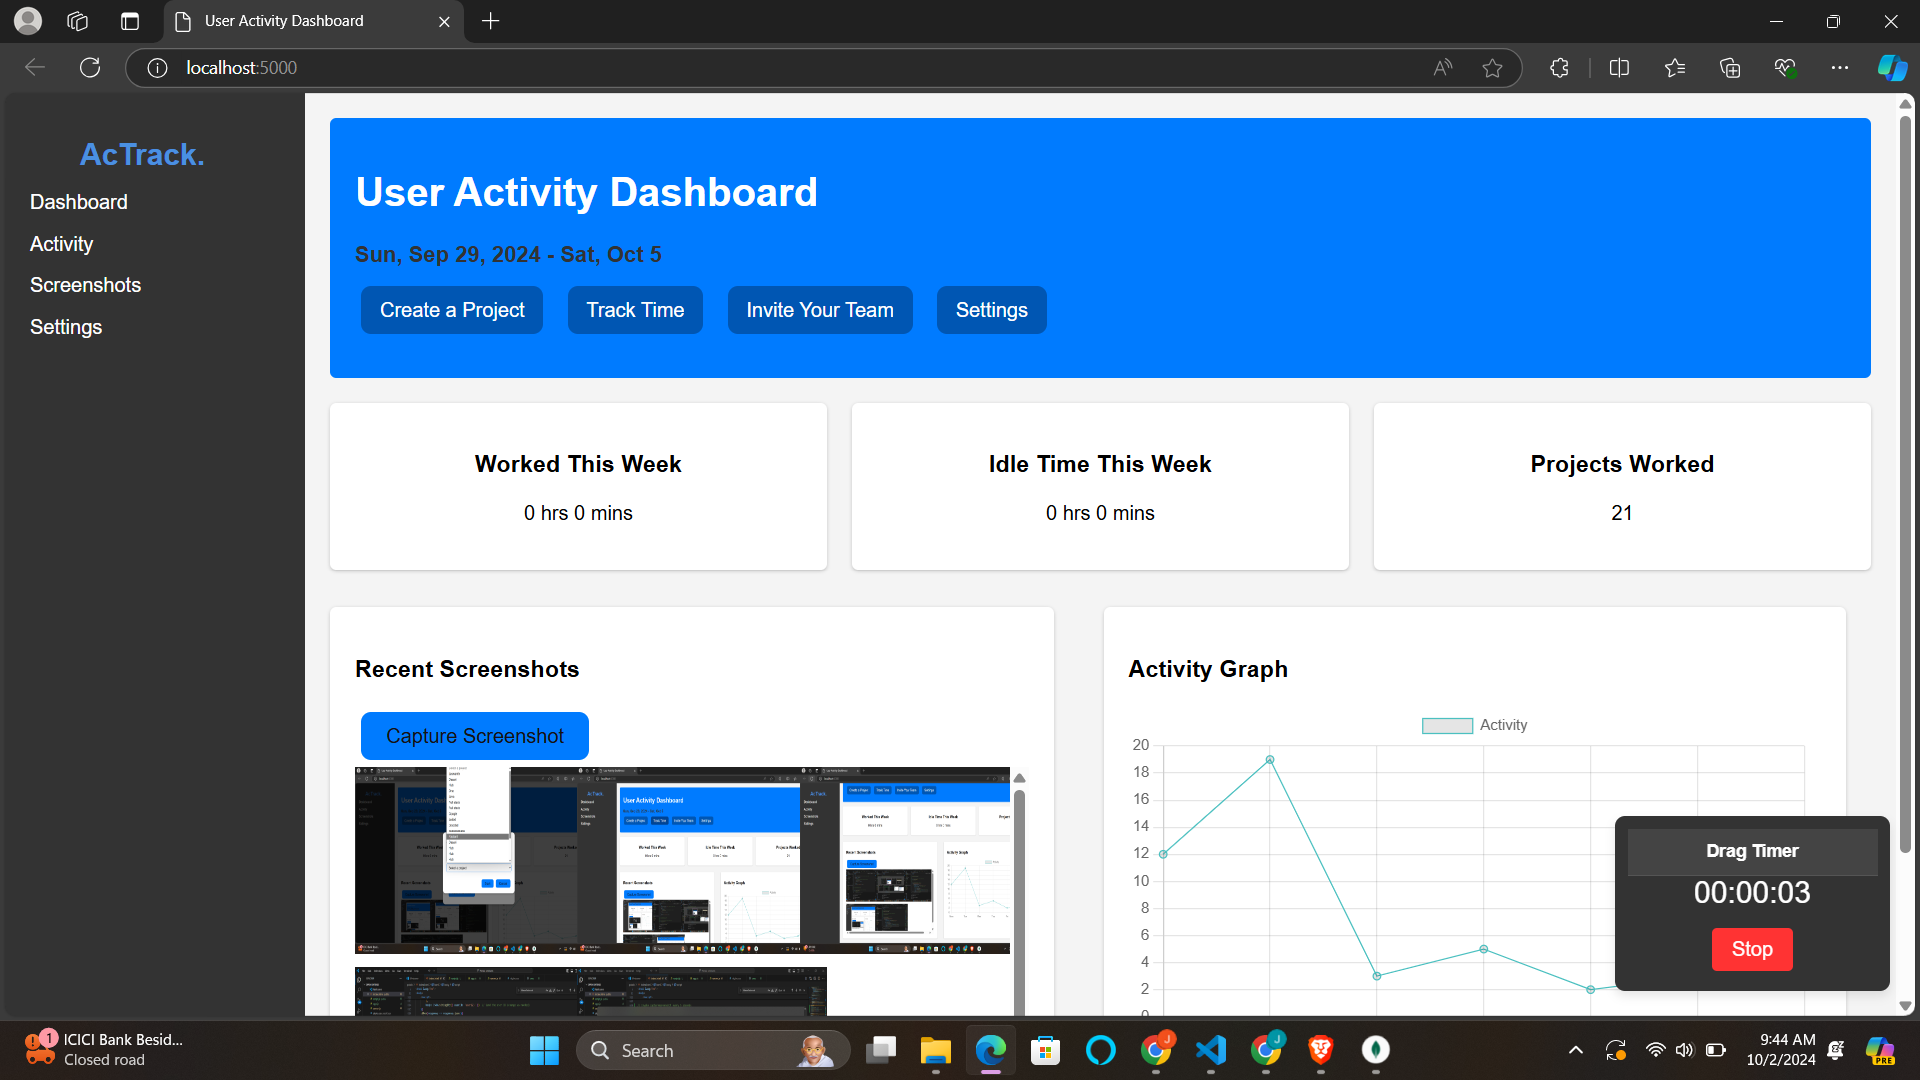 User Activity Dashboard
localhost:5000
AcTrack.
Dashboard
Activity
Screenshots
Settings
User Activity Dashboard
Sun, Sep 29, 2024 - Sat, Oct 5
Create a Project
Track Time
Invite Your Team
Settings
Worked This Week
0 hrs 0 mins
Idle Time This Week
0 hrs 0 mins
Projects Worked
21
Recent Screenshots
Capture Screenshot
Activity Graph
Activity
20
18
16
14
12
10
8
6
4
2
0
Drag Timer
00:00:03
Stop
1
ICICI Bank Besid...
Closed road
Search
J
J
9:44 AM
10/2/2024
PRE